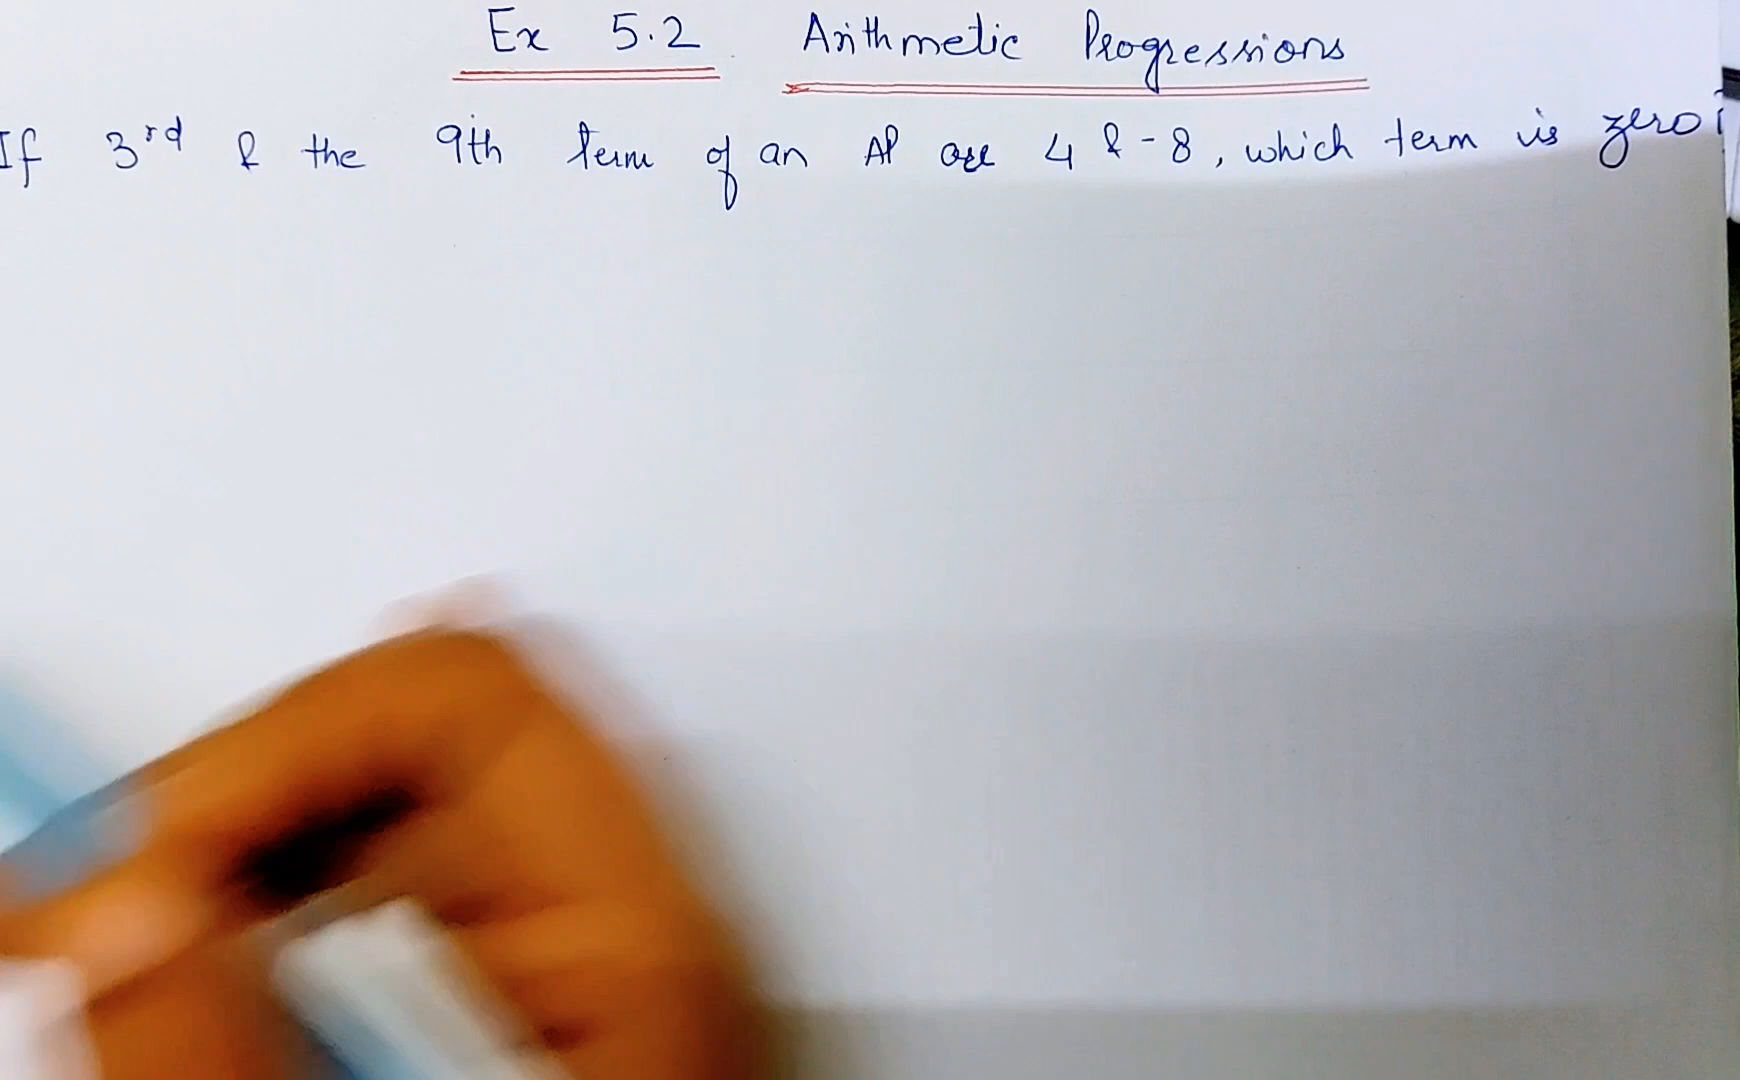 Ex 5.2 Arithmetic Progressions
If 3rd & the 9th term of an AP are 4 & -8, which term is zero?